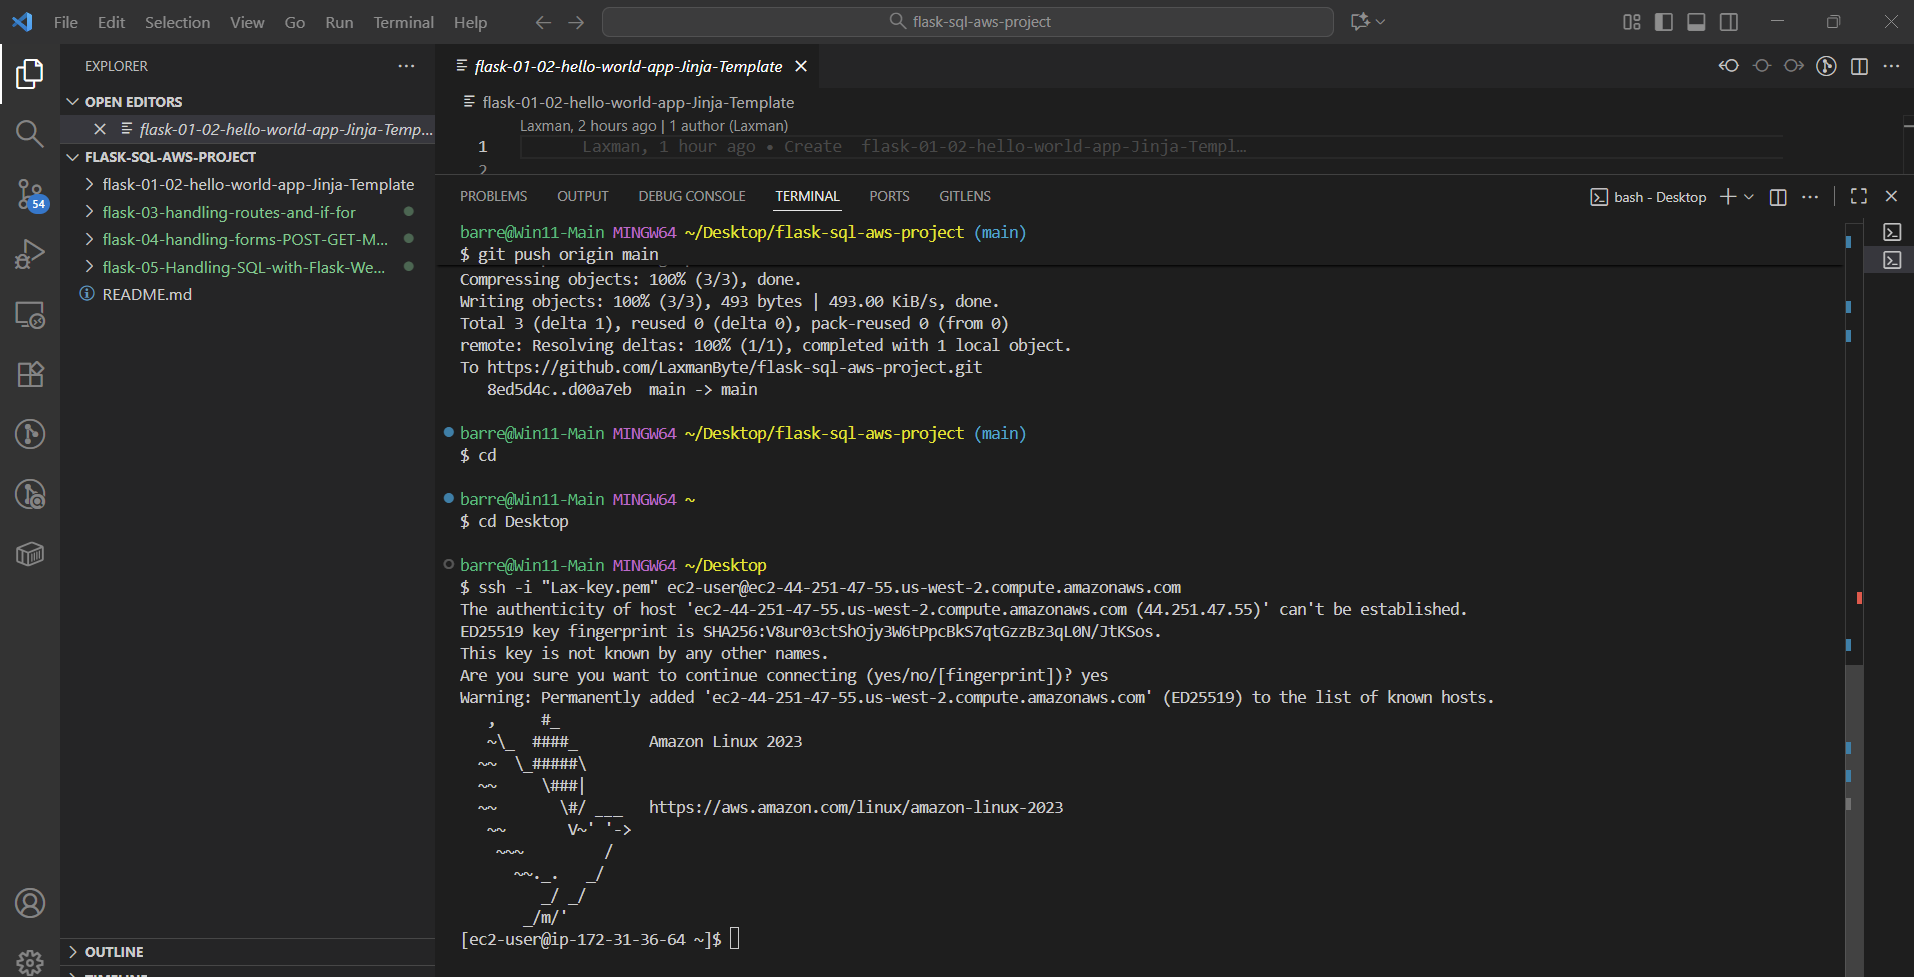 File Edit Selection View Go Run Terminal Help
flask-sql-aws-project
EXPLORER
OPEN EDITORS
flask-01-02-hello-world-app-Jinja-Temp...
FLASK-SQL-AWS-PROJECT
flask-01-02-hello-world-app-Jinja-Template
flask-03-handling-routes-and-if-for
flask-04-handling-forms-POST-GET-M...
flask-05-Handling-SQL-with-Flask-We...
README.md
54
OUTLINE
TIMELINE
flask-01-02-hello-world-app-Jinja-Template
flask-01-02-hello-world-app-Jinja-Template
Laxman, 2 hours ago | 1 author (Laxman)
1 Laxman, 1 hour ago • Create flask-01-02-hello-world-app-Jinja-Templ…
2
PROBLEMS OUTPUT DEBUG CONSOLE TERMINAL PORTS GITLENS
bash - Desktop
barre@Win11-Main MINGW64 ~/Desktop/flask-sql-aws-project (main)
$ git push origin main
Compressing objects: 100% (3/3), done.
Writing objects: 100% (3/3), 493 bytes | 493.00 KiB/s, done.
Total 3 (delta 1), reused 0 (delta 0), pack-reused 0 (from 0)
remote: Resolving deltas: 100% (1/1), completed with 1 local object.
To https://github.com/LaxmanByte/flask-sql-aws-project.git
   8ed5d4c..d00a7eb  main -> main
barre@Win11-Main MINGW64 ~/Desktop/flask-sql-aws-project (main)
$ cd
barre@Win11-Main MINGW64 ~
$ cd Desktop
barre@Win11-Main MINGW64 ~/Desktop
$ ssh -i "Lax-key.pem" ec2-user@ec2-44-251-47-55.us-west-2.compute.amazonaws.com
The authenticity of host 'ec2-44-251-47-55.us-west-2.compute.amazonaws.com (44.251.47.55)' can't be established.
ED25519 key fingerprint is SHA256:V8ur03ctShOjy3W6tPpcBkS7qtGzzBz3qL0N/JtKSos.
This key is not known by any other names.
Are you sure you want to continue connecting (yes/no/[fingerprint])? yes
Warning: Permanently added 'ec2-44-251-47-55.us-west-2.compute.amazonaws.com' (ED25519) to the list of known hosts.
   ,     #_
   ~\_  ####_        Amazon Linux 2023
  ~~  \_#####\
  ~~     \###|
  ~~       \#/ ___   https://aws.amazon.com/linux/amazon-linux-2023
   ~~       V~' '->
    ~~~         /
      ~~._.   _/
         _/ _/
       _/m/'
[ec2-user@ip-172-31-36-64 ~]$